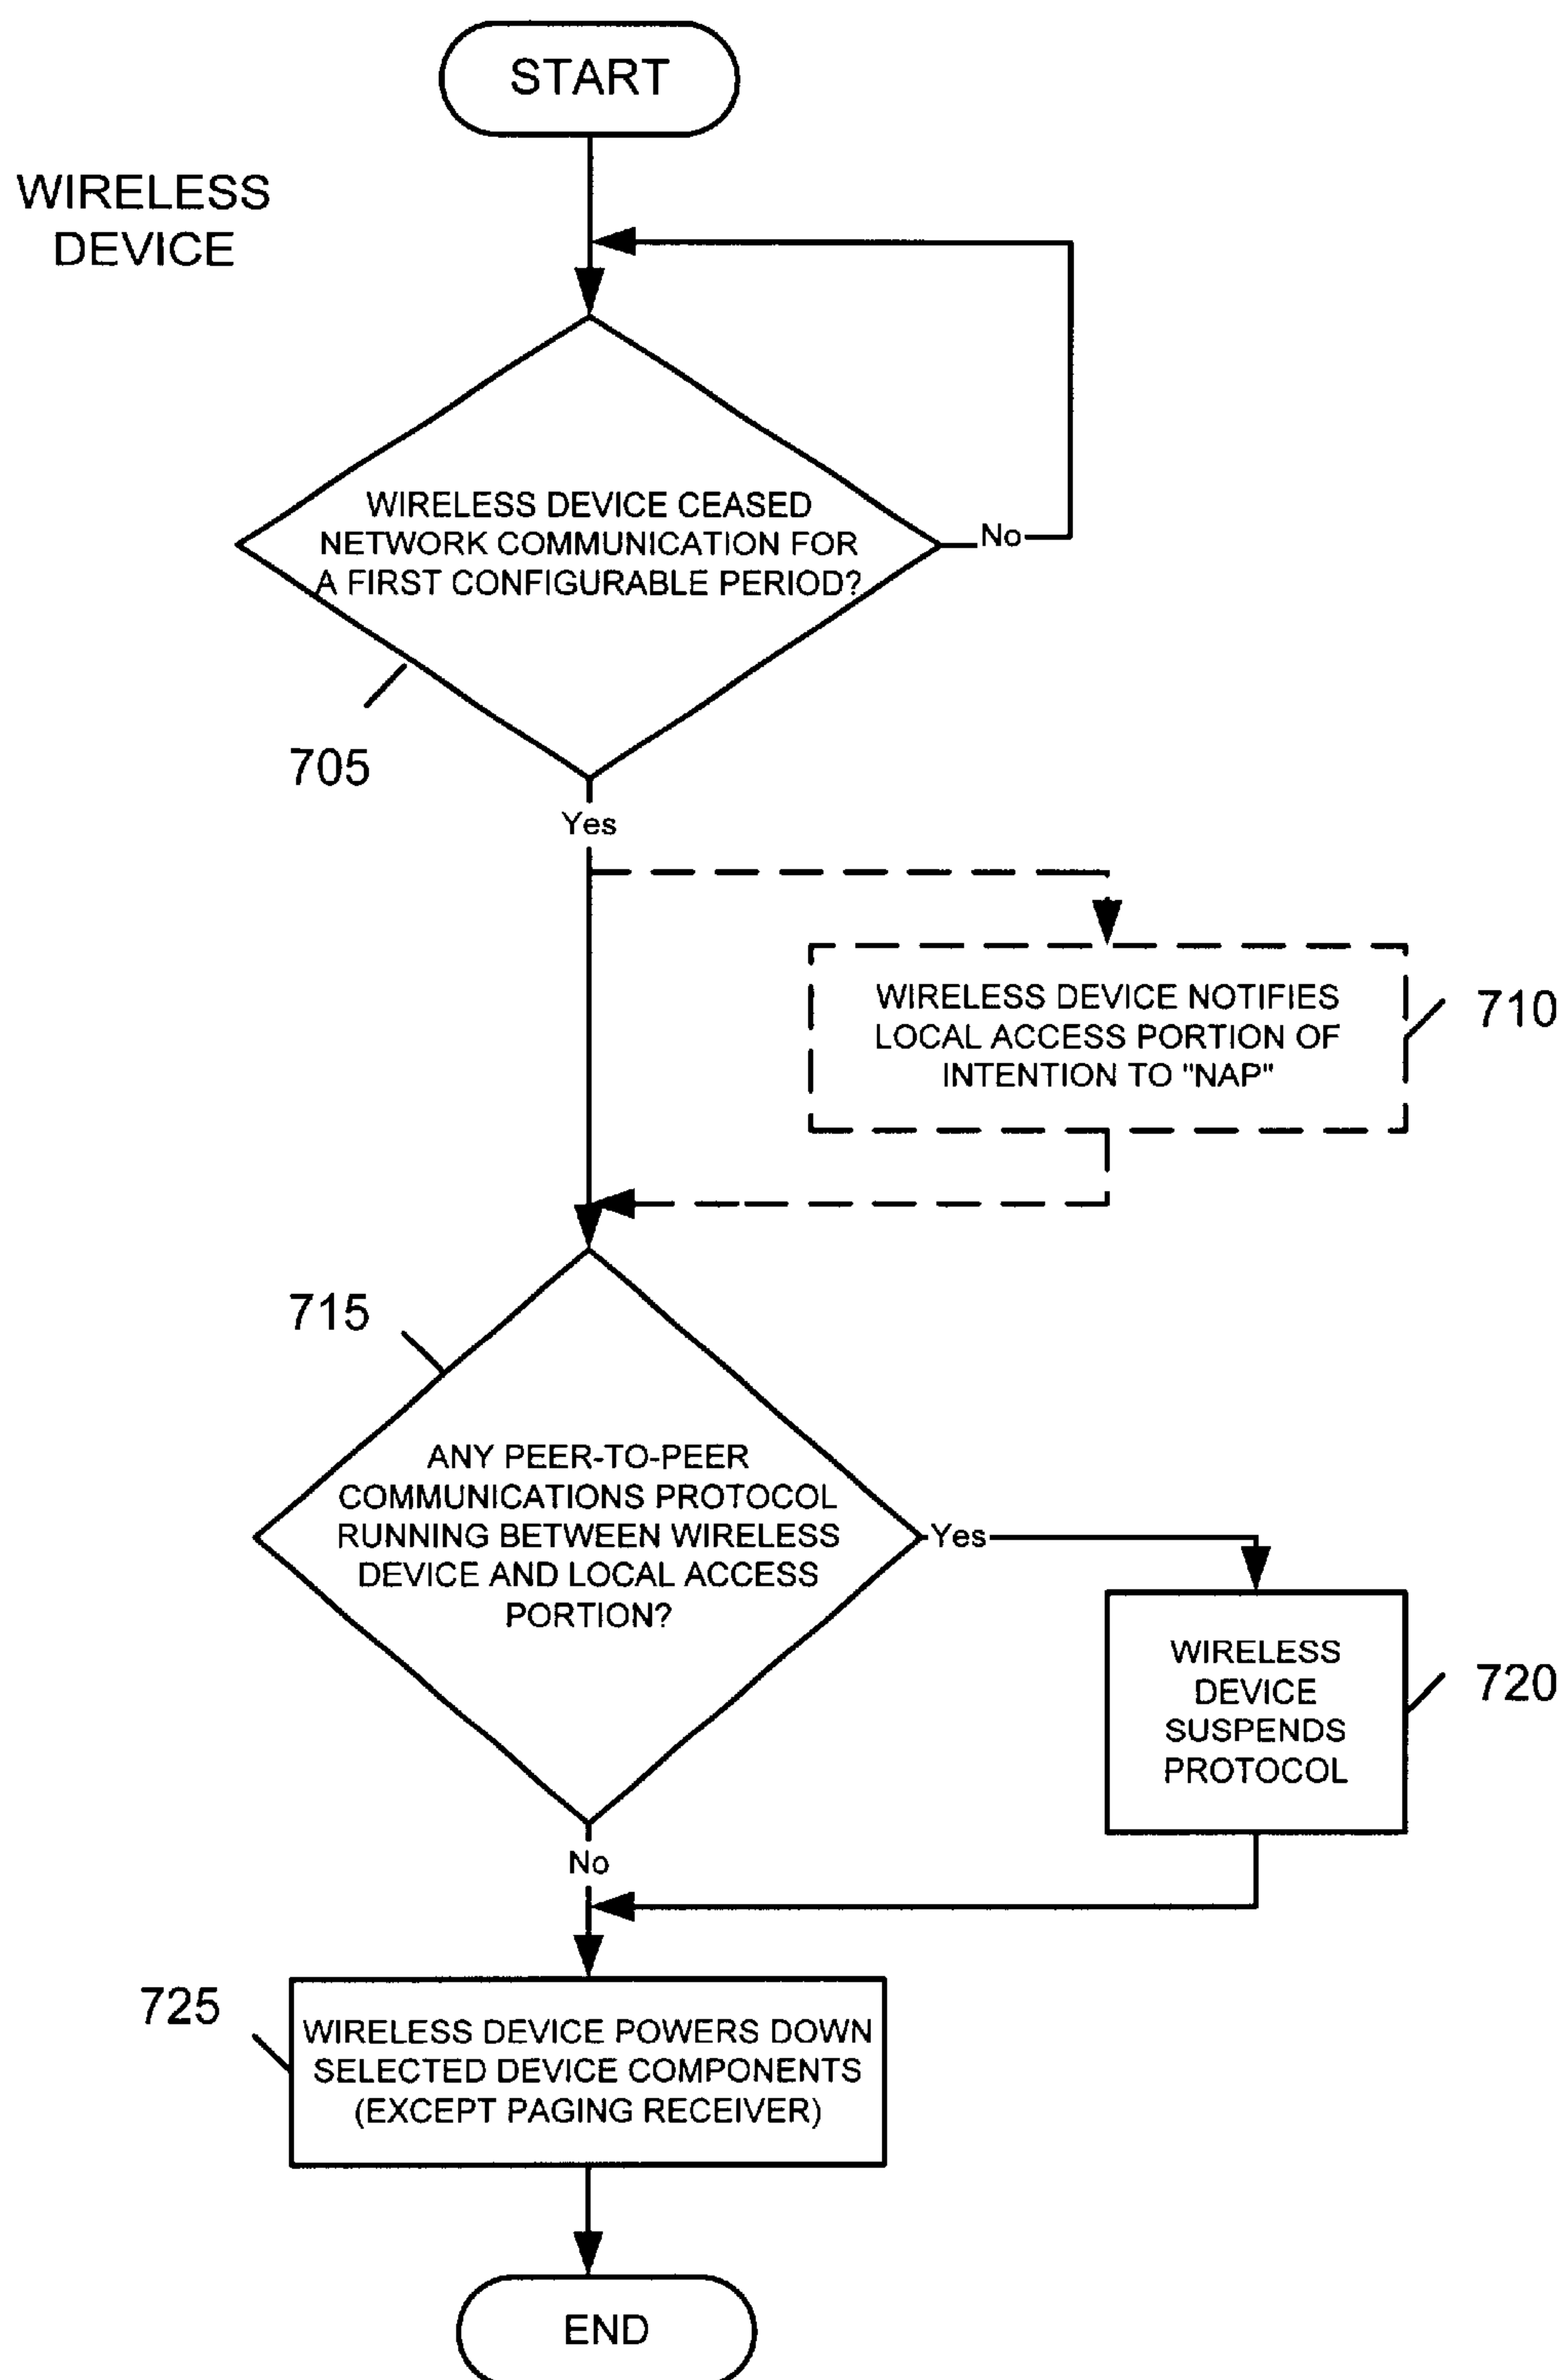 START
WIRELESS
DEVICE
WIRELESS DEVICE CEASED
NETWORK COMMUNICATION FOR
A FIRST CONFIGURABLE PERIOD?
No
705
Yes
WIRELESS DEVICE NOTIFIES
LOCAL ACCESS PORTION OF
INTENTION TO "NAP"
710
715
ANY PEER-TO-PEER
COMMUNICATIONS PROTOCOL
RUNNING BETWEEN WIRELESS
DEVICE AND LOCAL ACCESS
PORTION?
Yes
WIRELESS
DEVICE
SUSPENDS
PROTOCOL
720
No
725
WIRELESS DEVICE POWERS DOWN
SELECTED DEVICE COMPONENTS
(EXCEPT PAGING RECEIVER)
END